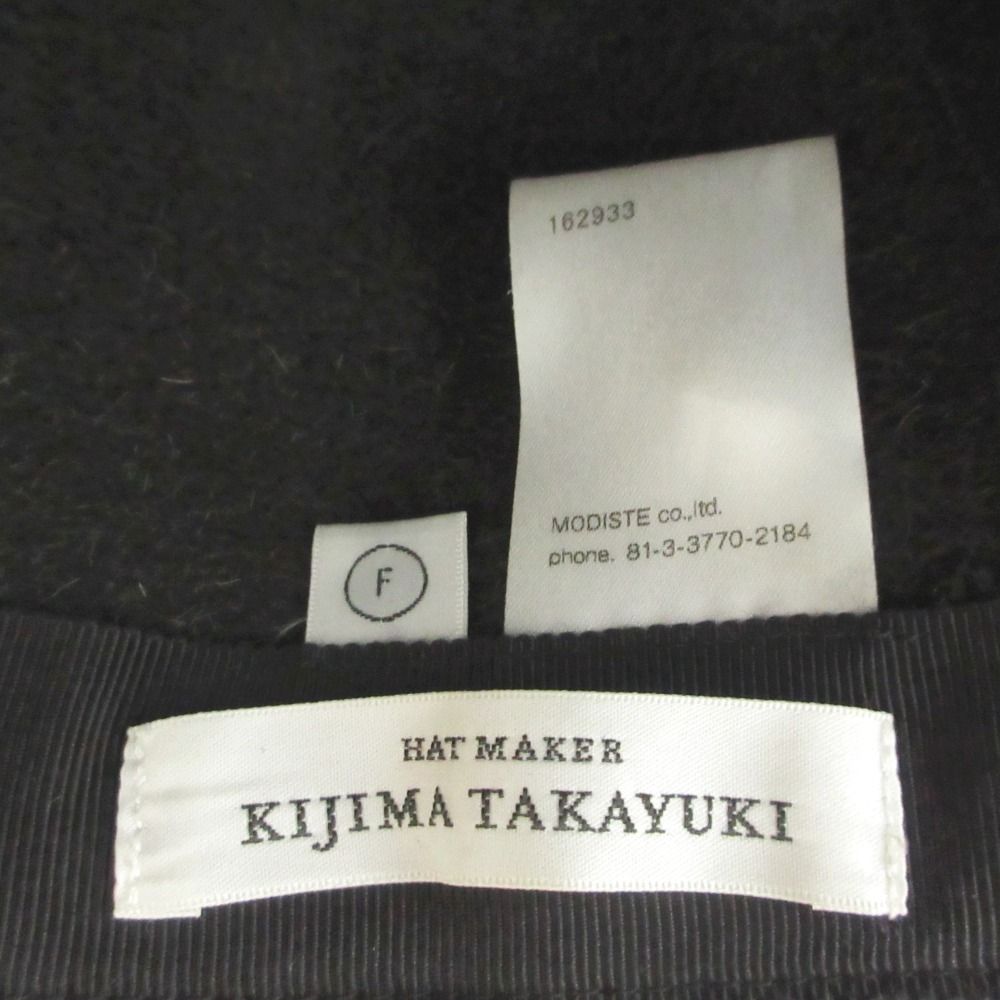 162933
MODISTE co.,ltd.
phone. 81-3-3770-2184
F
HAT MAKER
KIJIMA TAKAYUKI